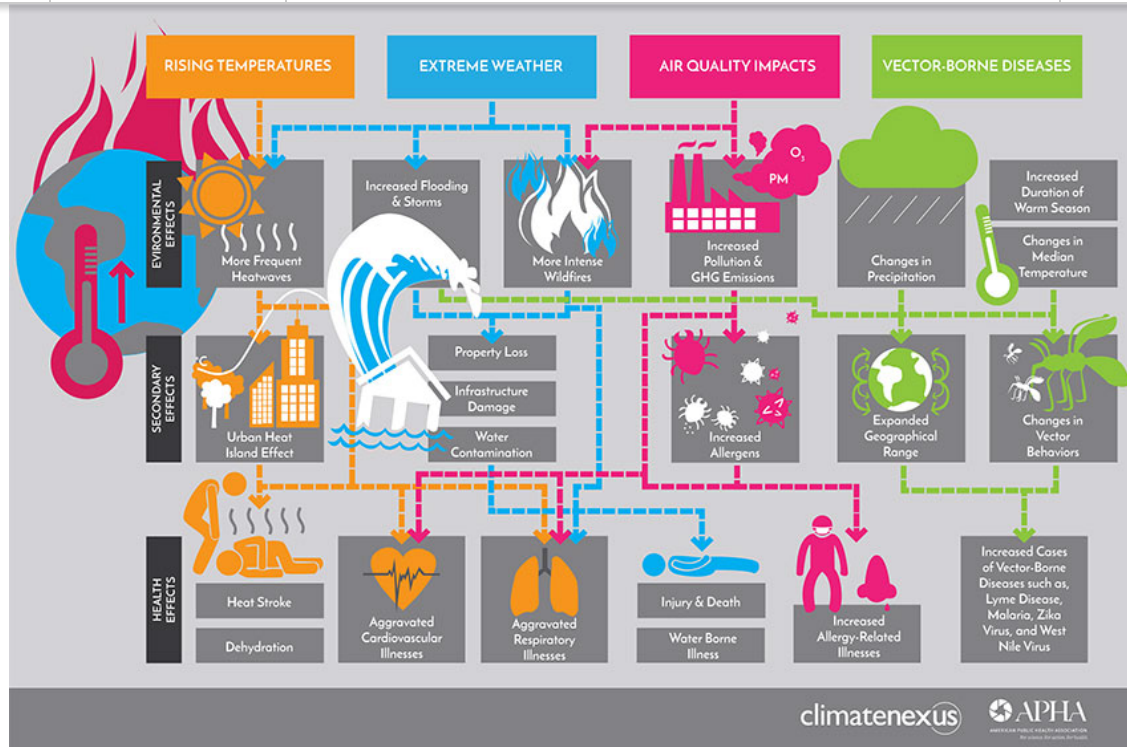 RISING TEMPERATURES
EXTREME WEATHER
AIR QUALITY IMPACTS
VECTOR-BORNE DISEASES
EVIRONMENTAL
EFFECTS
More Frequent
Heatwaves
Increased Flooding
& Storms
More Intense
Wildfires
O3
PM
Increased
Pollution &
GHG Emissions
Changes in
Precipitation
Increased
Duration of
Warm Season
Changes in
Median
Temperature
SECONDARY
EFFECTS
°C
Urban Heat
Island Effect
Property Loss
Infrastructure
Damage
Water
Contamination
Increased
Allergens
Expanded
Geographical
Range
Changes in
Vector
Behaviors
HEALTH
EFFECTS
Heat Stroke
Dehydration
Aggravated
Cardiovascular
Illnesses
Aggravated
Respiratory
Illnesses
Injury & Death
Water Borne
Illness
Increased
Allergy-Related
Illnesses
Increased Cases
of Vector-Borne
Diseases such as,
Lyme Disease,
Malaria, Zika
Virus, and West
Nile Virus
climatenexus
APHA
AMERICAN PUBLIC HEALTH ASSOCIATION